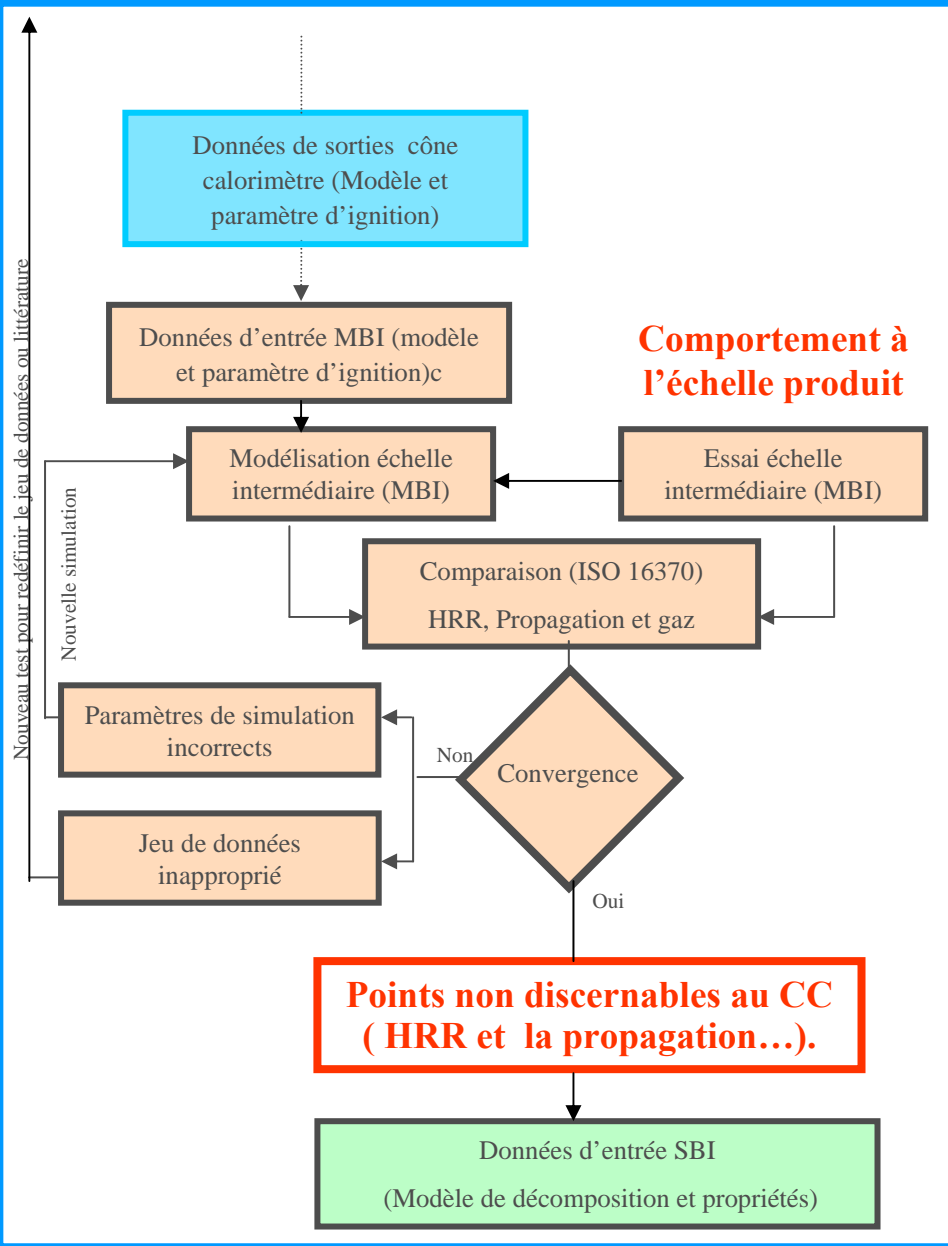 Données de sorties cône
calorimètre (Modèle et
paramètre d'ignition)
Données d'entrée MBI (modèle
et paramètre d'ignition)c
Comportement à
l'échelle produit
Modélisation échelle
intermédiaire (MBI)
Essai échelle
intermédiaire (MBI)
Nouveau test pour redéfinir le jeu de données ou littérature
Nouvelle simulation
Comparaison (ISO 16370)
HRR, Propagation et gaz
Paramètres de simulation
incorrects
Non
Convergence
Jeu de données
inapproprié
Oui
Points non discernables au CC
( HRR et la propagation…).
Données d'entrée SBI
(Modèle de décomposition et propriétés)